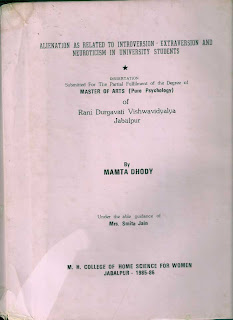 ALIENATION AS RELATED TO INTROVERSION - EXTRAVERSION AND
NEUROTICISM IN UNIVERSITY STUDENTS
DISSERTATION
Submitted For The Partial Fulfilment of the Degree of
MASTER OF ARTS (Pure Psychology)
of
Rani Durgavati Vishwavidyalya
Jabalpur
By
MAMTA DHODY
Under the able guidance of
Mrs. Smita Jain
M. H. COLLEGE OF HOME SCIENCE FOR WOMEN
JABALPUR - 1985-86